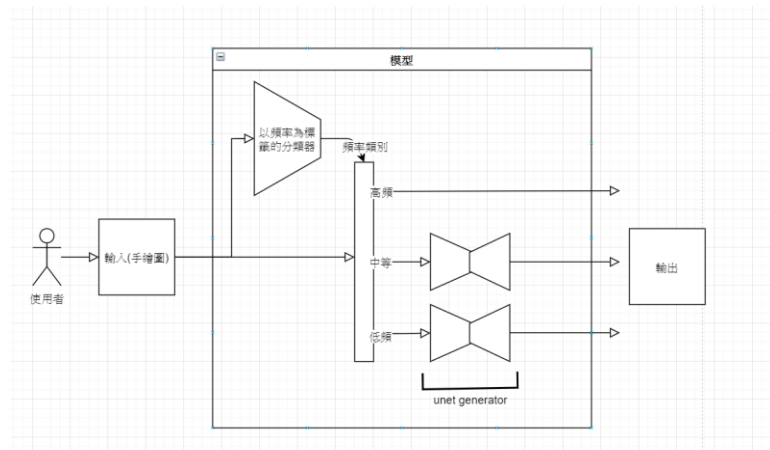 模型
以頻率為標
籤的分類器
頻率類別
高頻
輸入(手繪圖)
中等
輸出
使用者
低頻
unet generator